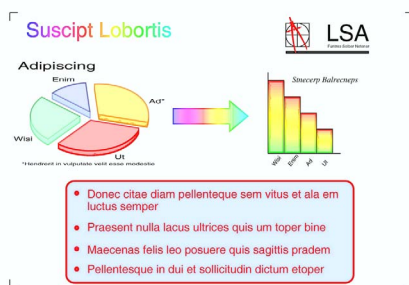 Suscipt Lobortis
LSA
Adipiscing
Enim
Ad*
Wisi
Ut
*Hendrerit in vulputate velit esse modestie
Smecerp Balrecneps
Wisi
Enim
Ad
Ut
Donec citae diam pellenteque sem vitus et ala em
luctus semper
Praesent nulla lacus ultrices quis um toper bine
Maecenas felis leo posuere quis sagittis pradem
Pellentesque in dui et sollicitudin dictum etoper